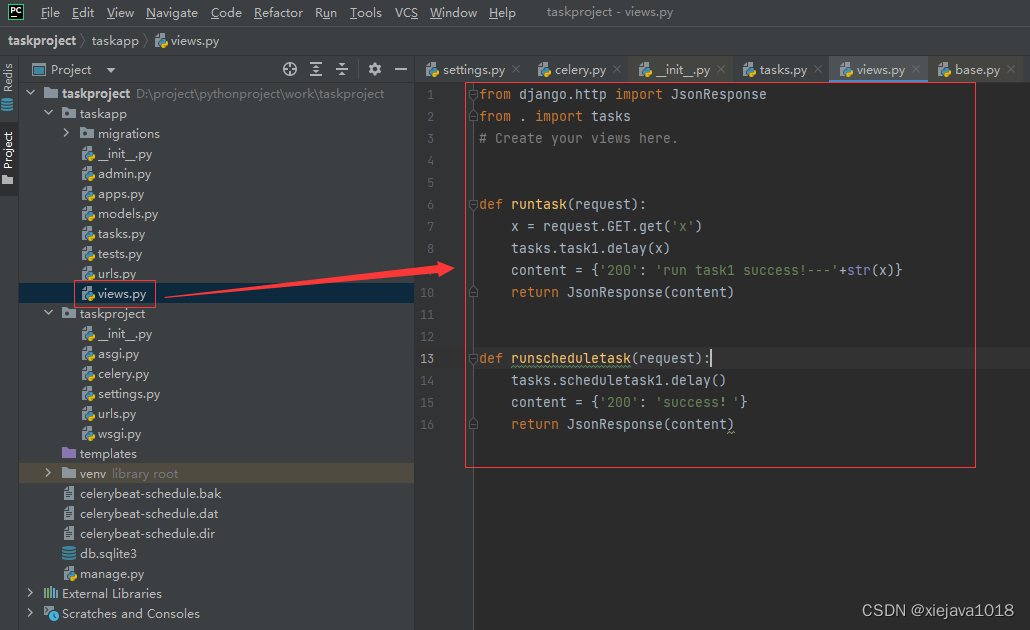 PC File Edit View Navigate Code Refactor Run Tools VCS Window Help taskproject - views.py
taskproject taskapp views.py
Redis
Project
Project
taskproject D:\project\pythonproject\work\taskproject
taskapp
migrations
__init__.py
admin.py
apps.py
models.py
tasks.py
tests.py
urls.py
views.py
taskproject
__init__.py
asgi.py
celery.py
settings.py
urls.py
wsgi.py
templates
venv library root
celerybeat-schedule.bak
celerybeat-schedule.dat
celerybeat-schedule.dir
db.sqlite3
manage.py
External Libraries
Scratches and Consoles
settings.py celery.py __init__.py tasks.py views.py base.py
1 from django.http import JsonResponse
2 from . import tasks
3 # Create your views here.
4
5
6 def runtask(request):
7 x = request.GET.get('x')
8 tasks.task1.delay(x)
content = {'200': 'run task1 success!---'+str(x)}
10 return JsonResponse(content)
11
12
13 def runscheduletask(request):
14 tasks.scheduletask1.delay()
15 content = {'200': 'success！'}
16 return JsonResponse(content)
CSDN @xiejava1018